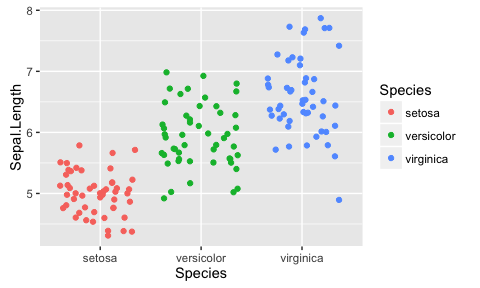 8
7
6
5
Sepal.Length
setosa
versicolor
virginica
Species
Species
setosa
versicolor
virginica